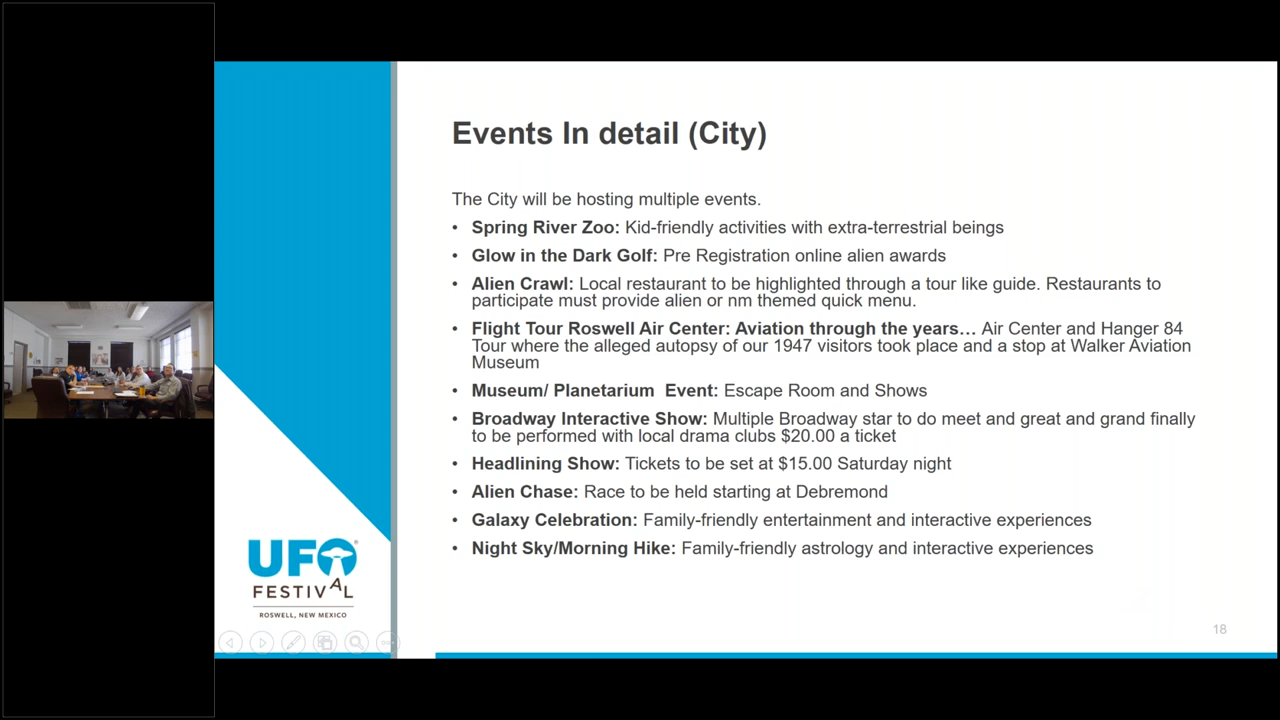 Events In detail (City)
The City will be hosting multiple events.
• Spring River Zoo: Kid-friendly activities with extra-terrestrial beings
• Glow in the Dark Golf: Pre Registration online alien awards
• Alien Crawl: Local restaurant to be highlighted through a tour like guide. Restaurants to
participate must provide alien or nm themed quick menu.
• Flight Tour Roswell Air Center: Aviation through the years… Air Center and Hanger 84
Tour where the alleged autopsy of our 1947 visitors took place and a stop at Walker Aviation
Museum
• Museum/ Planetarium Event: Escape Room and Shows
• Broadway Interactive Show: Multiple Broadway star to do meet and great and grand finally
to be performed with local drama clubs $20.00 a ticket
• Headlining Show: Tickets to be set at $15.00 Saturday night
• Alien Chase: Race to be held starting at Debremond
• Galaxy Celebration: Family-friendly entertainment and interactive experiences
• Night Sky/Morning Hike: Family-friendly astrology and interactive experiences
UFO
FESTIVAL
ROSWELL, NEW MEXICO
18